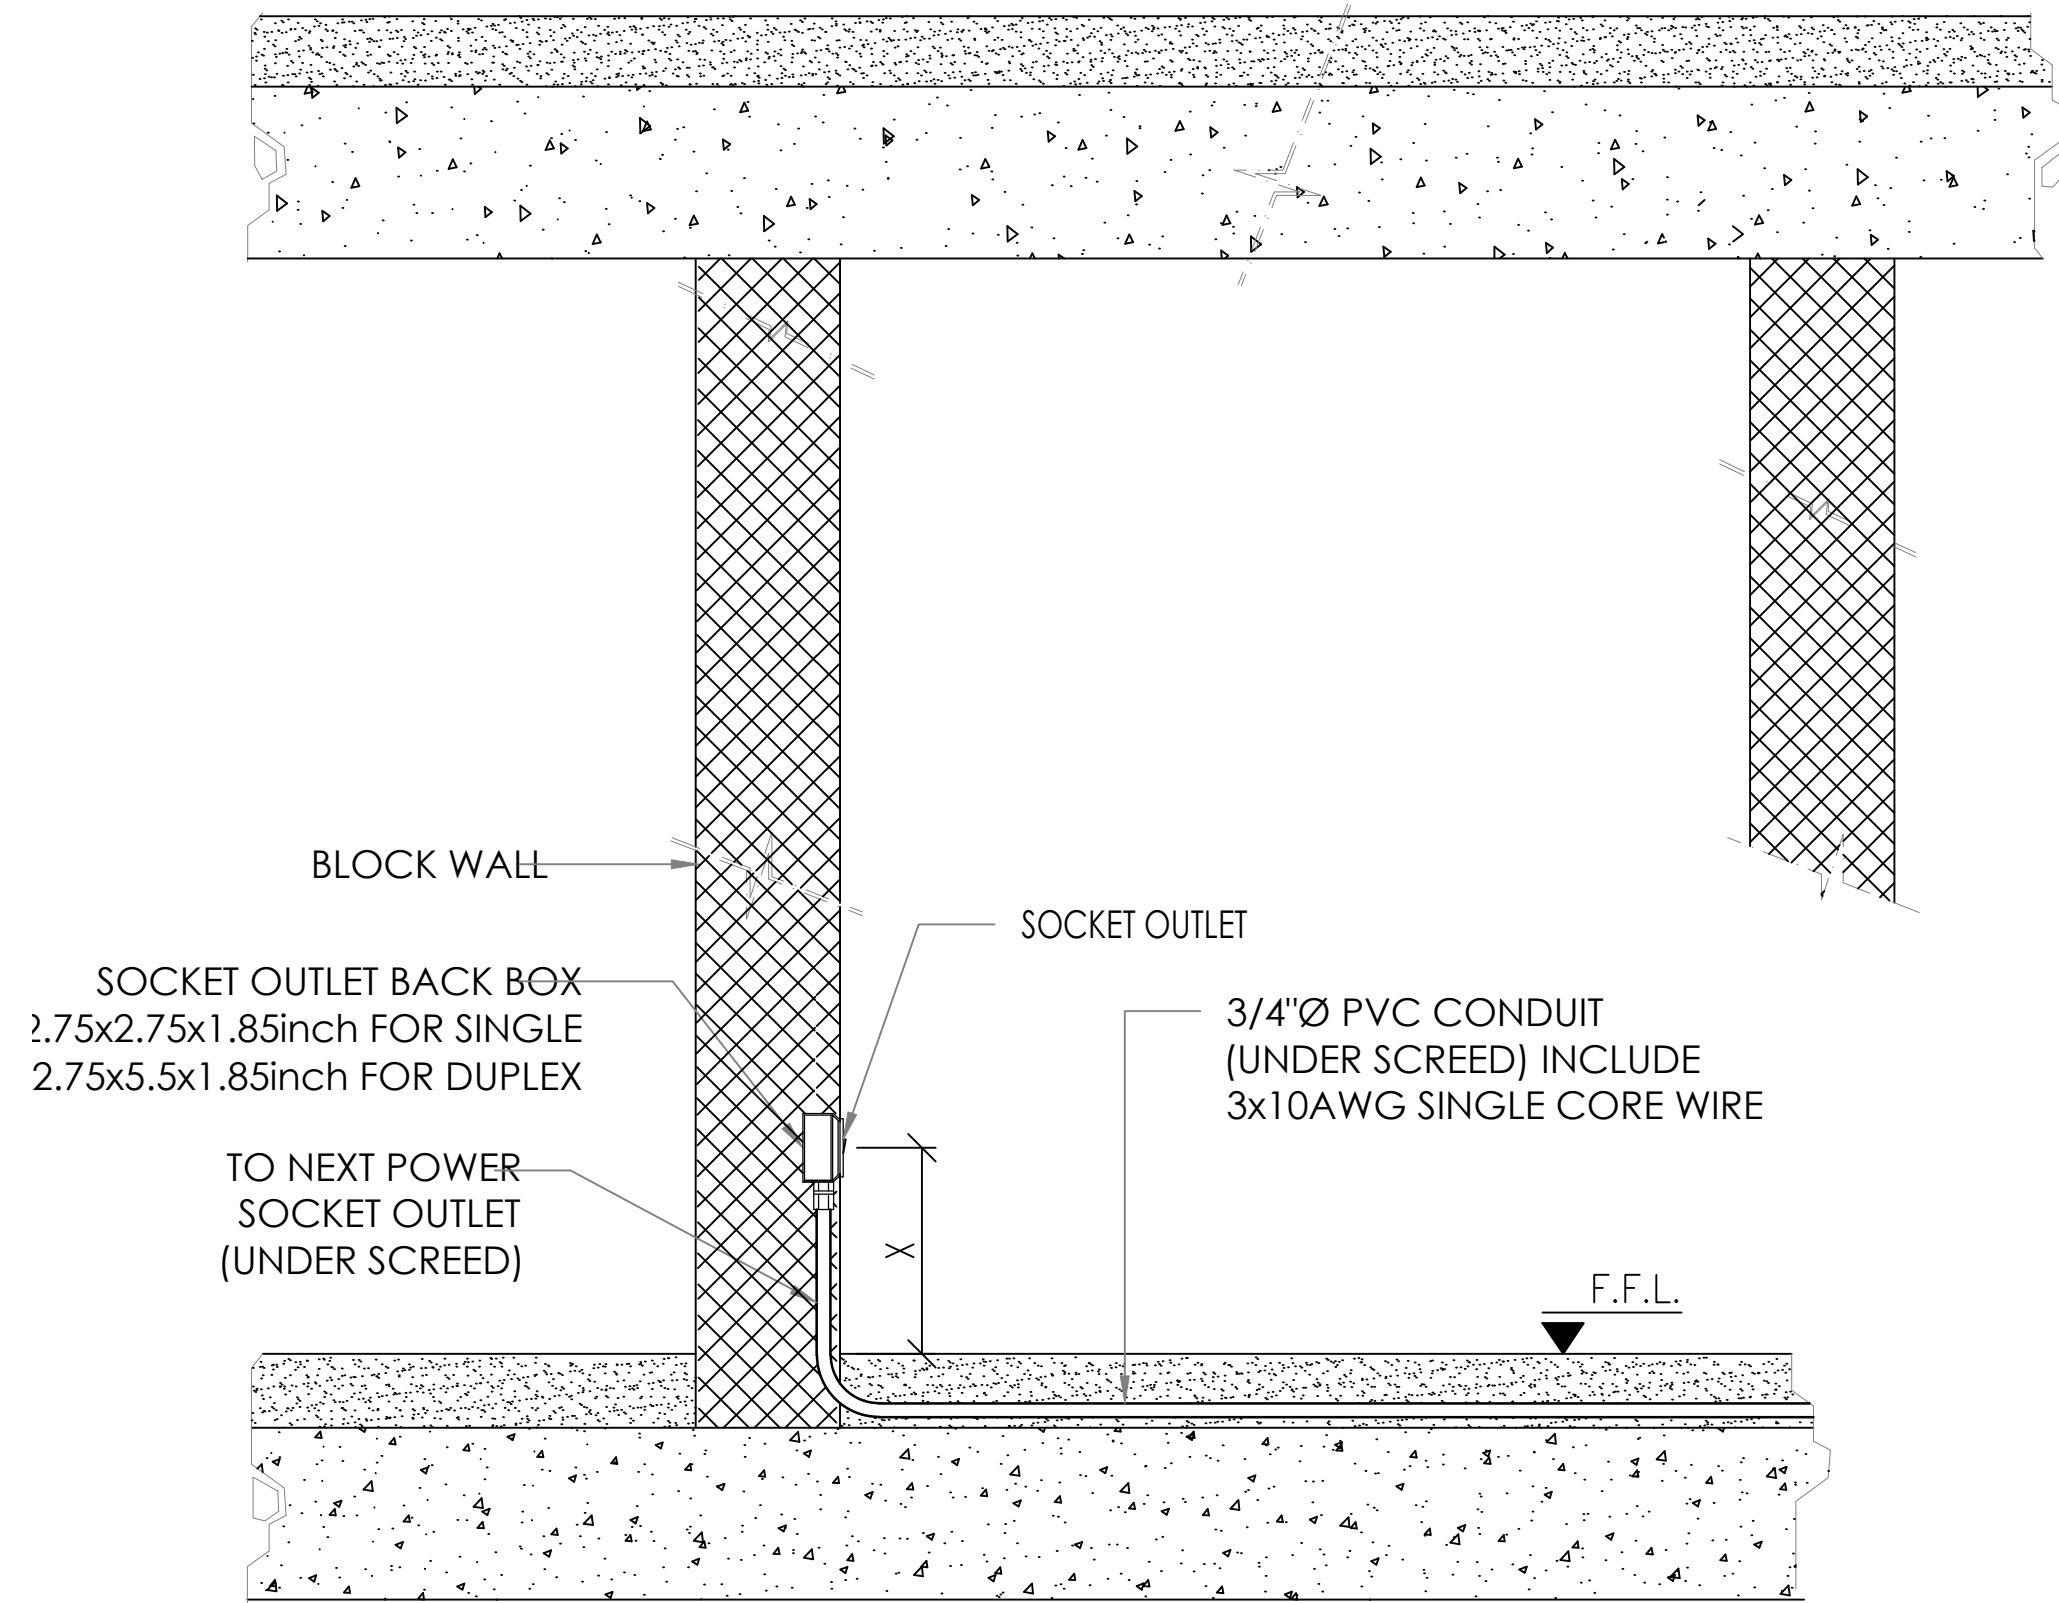 BLOCK WALL
SOCKET OUTLET
SOCKET OUTLET BACK BOX
2.75x2.75x1.85inch FOR SINGLE
2.75x5.5x1.85inch FOR DUPLEX
3/4"Ø PVC CONDUIT
(UNDER SCREED) INCLUDE
3x10AWG SINGLE CORE WIRE
TO NEXT POWER
SOCKET OUTLET
(UNDER SCREED)
X
F.F.L.